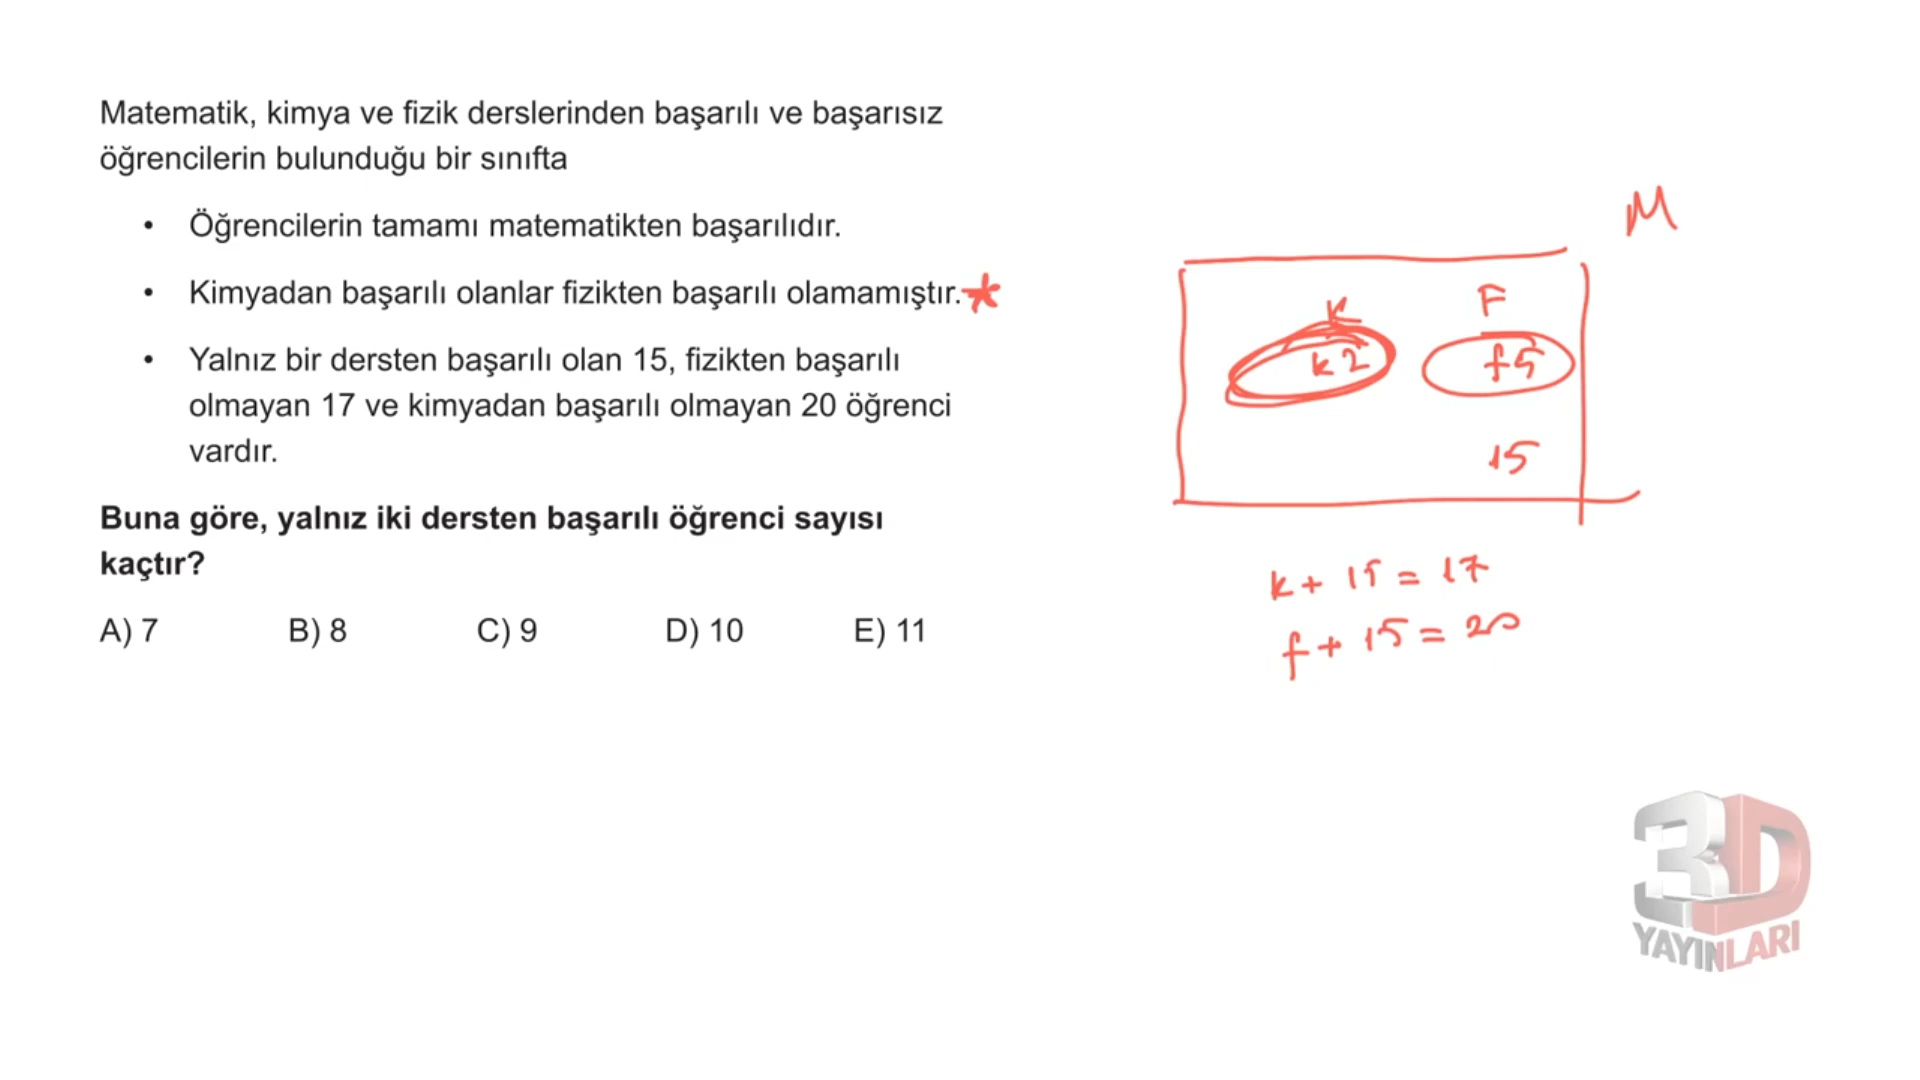 Matematik, kimya ve fizik derslerinden başarılı ve başarısız
öğrencilerin bulunduğu bir sınıfta
• Öğrencilerin tamamı matematikten başarılıdır.
• Kimyadan başarılı olanlar fizikten başarılı olamamıştır.
• Yalnız bir dersten başarılı olan 15, fizikten başarılı
olmayan 17 ve kimyadan başarılı olmayan 20 öğrenci
vardır.
Buna göre, yalnız iki dersten başarılı öğrenci sayısı
kaçtır?
A) 7 B) 8 C) 9 D) 10 E) 11
M
K F
k 2 f 5
15
k + 15 = 17
f + 15 = 20
3D
YAYINLARI